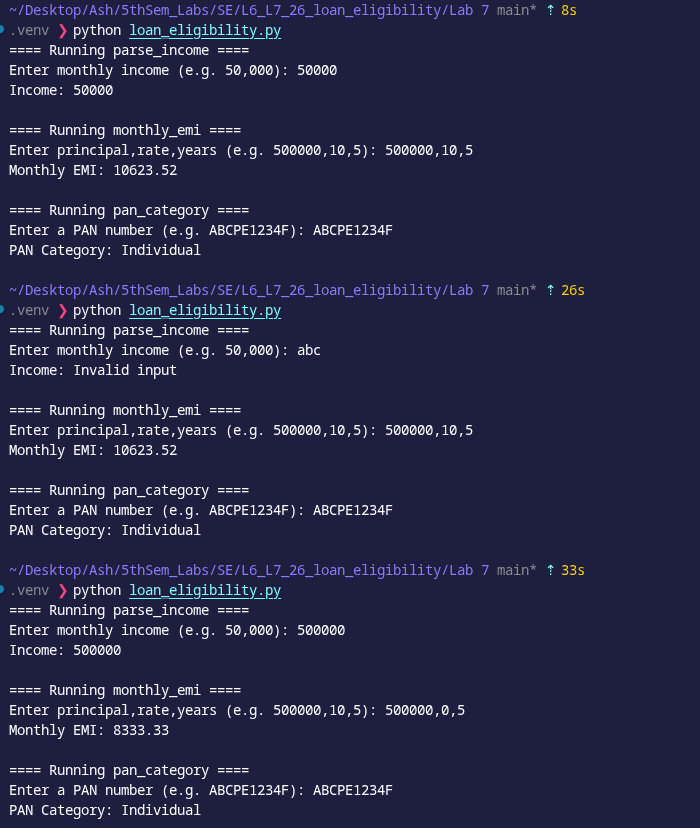 ~/Desktop/Ash/5thSem_Labs/SE/L6_L7_26_loan_eligibility/Lab 7 main* ⇡ 8s
.venv ❯ python loan_eligibility.py
==== Running parse_income ====
Enter monthly income (e.g. 50,000): 50000
Income: 50000
==== Running monthly_emi ====
Enter principal,rate,years (e.g. 500000,10,5): 500000,10,5
Monthly EMI: 10623.52
==== Running pan_category ====
Enter a PAN number (e.g. ABCPE1234F): ABCPE1234F
PAN Category: Individual
~/Desktop/Ash/5thSem_Labs/SE/L6_L7_26_loan_eligibility/Lab 7 main* ⇡ 26s
.venv ❯ python loan_eligibility.py
==== Running parse_income ====
Enter monthly income (e.g. 50,000): abc
Income: Invalid input
==== Running monthly_emi ====
Enter principal,rate,years (e.g. 500000,10,5): 500000,10,5
Monthly EMI: 10623.52
==== Running pan_category ====
Enter a PAN number (e.g. ABCPE1234F): ABCPE1234F
PAN Category: Individual
~/Desktop/Ash/5thSem_Labs/SE/L6_L7_26_loan_eligibility/Lab 7 main* ⇡ 33s
.venv ❯ python loan_eligibility.py
==== Running parse_income ====
Enter monthly income (e.g. 50,000): 500000
Income: 500000
==== Running monthly_emi ====
Enter principal,rate,years (e.g. 500000,10,5): 500000,0,5
Monthly EMI: 8333.33
==== Running pan_category ====
Enter a PAN number (e.g. ABCPE1234F): ABCPE1234F
PAN Category: Individual